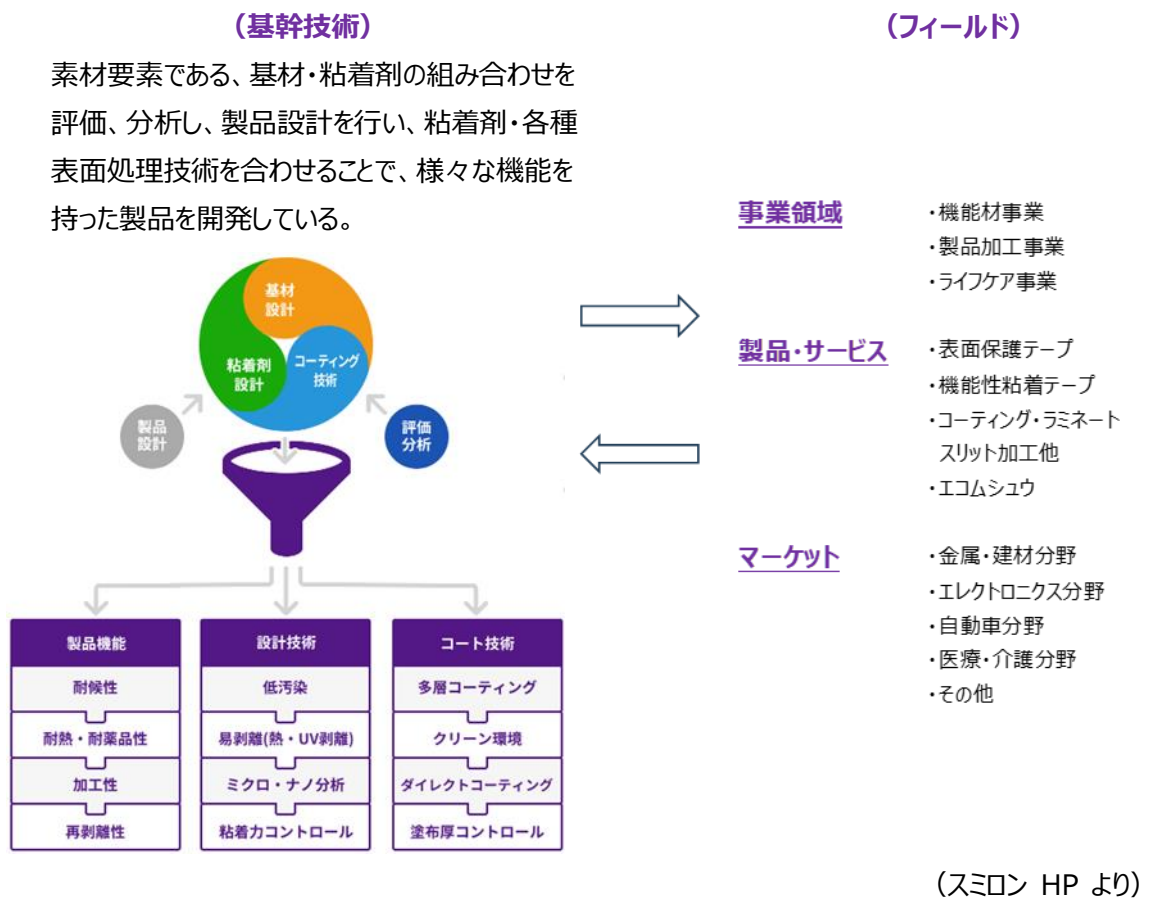 （基幹技術）
素材要素である、基材・粘着剤の組み合わせを
評価、分析し、製品設計を行い、粘着剤・各種
表面処理技術を合わせることで、様々な機能を
持った製品を開発している。
基材
設計
粘着剤
設計
コーティング
技術
製品
設計
評価
分析
製品機能
耐候性
耐熱・耐薬品性
加工性
再剥離性
設計技術
低汚染
易剥離(熱・UV剥離)
ミクロ・ナノ分析
粘着力コントロール
コート技術
多層コーティング
クリーン環境
ダイレクトコーティング
塗布厚コントロール
（フィールド）
事業領域
・機能材事業
・製品加工事業
・ライフケア事業
製品・サービス
・表面保護テープ
・機能性粘着テープ
・コーティング・ラミネート
スリット加工他
・エコムシュウ
マーケット
・金属・建材分野
・エレクトロニクス分野
・自動車分野
・医療・介護分野
・その他
（スミロン HP より）